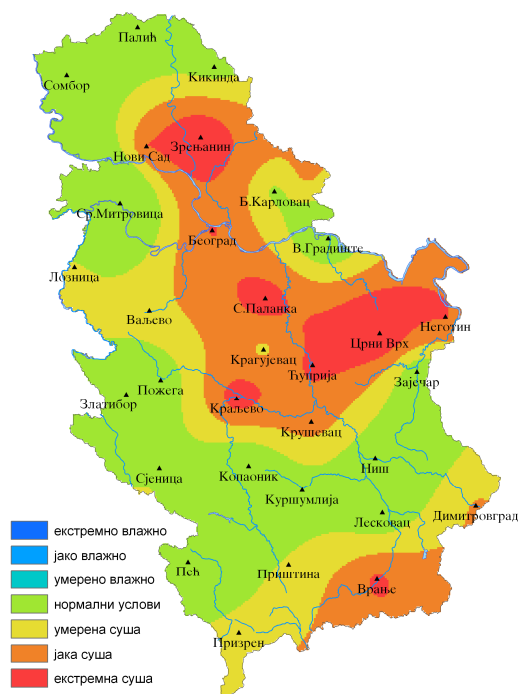 Палић
Кикинда
Сомбор
Зрењанин
Нови Сад
Б.Карловац
Ср.Митровица
Београд
В.Градиште
Лозница
С.Паланка
Ваљево
Неготин
Црни Врх
Крагујевац
Ћуприја
Зајечар
Пожега
Златибор
Краљево
Крушевац
Ниш
Сјеница
Копаоник
Куршумлија
Лесковац
Димитровград
Пећ
Приштина
Врање
Призрен
екстремно влажно
јако влажно
умерено влажно
нормални услови
умерена суша
јака суша
екстремна суша